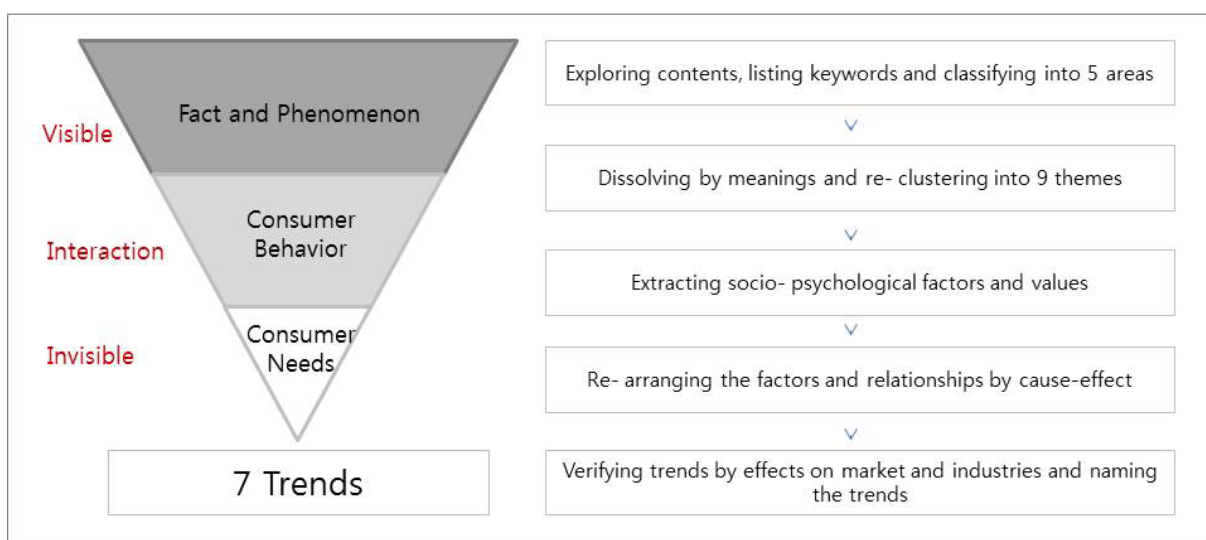 Visible
Fact and Phenomenon
Interaction
Consumer
Behavior
Invisible
Consumer
Needs
7 Trends
Exploring contents, listing keywords and classifying into 5 areas
Dissolving by meanings and re- clustering into 9 themes
Extracting socio- psychological factors and values
Re- arranging the factors and relationships by cause-effect
Verifying trends by effects on market and industries and naming
the trends